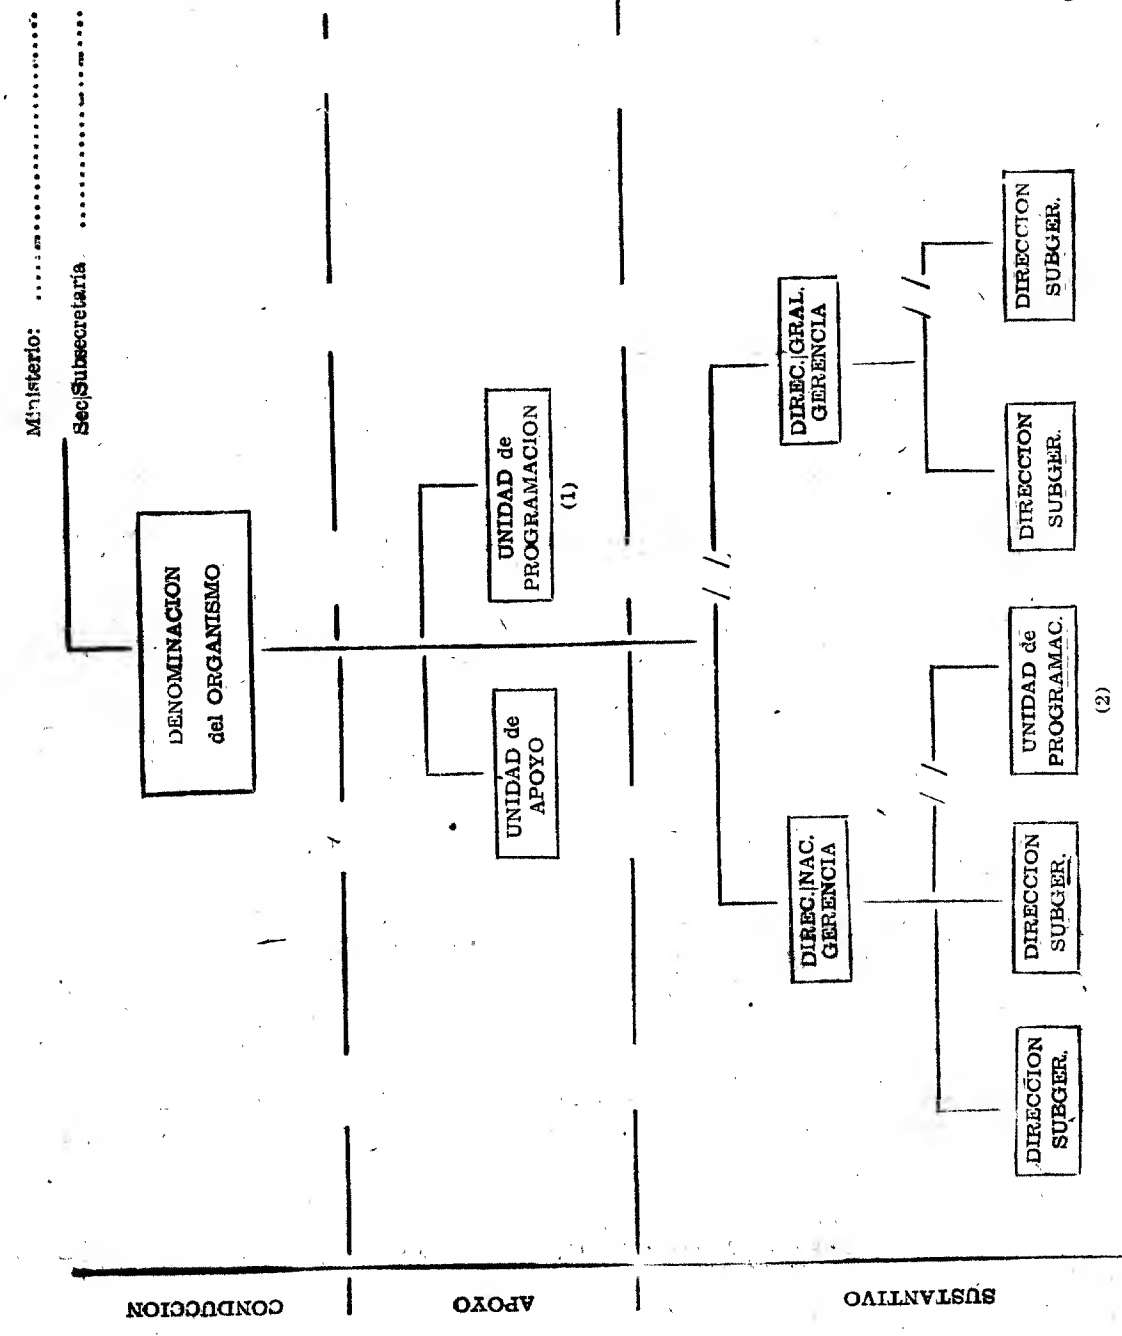 Ministerio: ........................
Sec|Subsecretaría ........................
CONDUCCION
DENOMINACION
del ORGANISMO
APOYO
UNIDAD de
APOYO
UNIDAD de
PROGRAMACION
(1)
SUSTANTIVO
DIREC.|NAC.
GERENCIA
DIREC.|GRAL.
GERENCIA
DIRECCION
SUBGER.
DIRECCION
SUBGER.
UNIDAD de
PROGRAMAC.
(2)
DIRECCION
SUBGER.
DIRECCION
SUBGER.